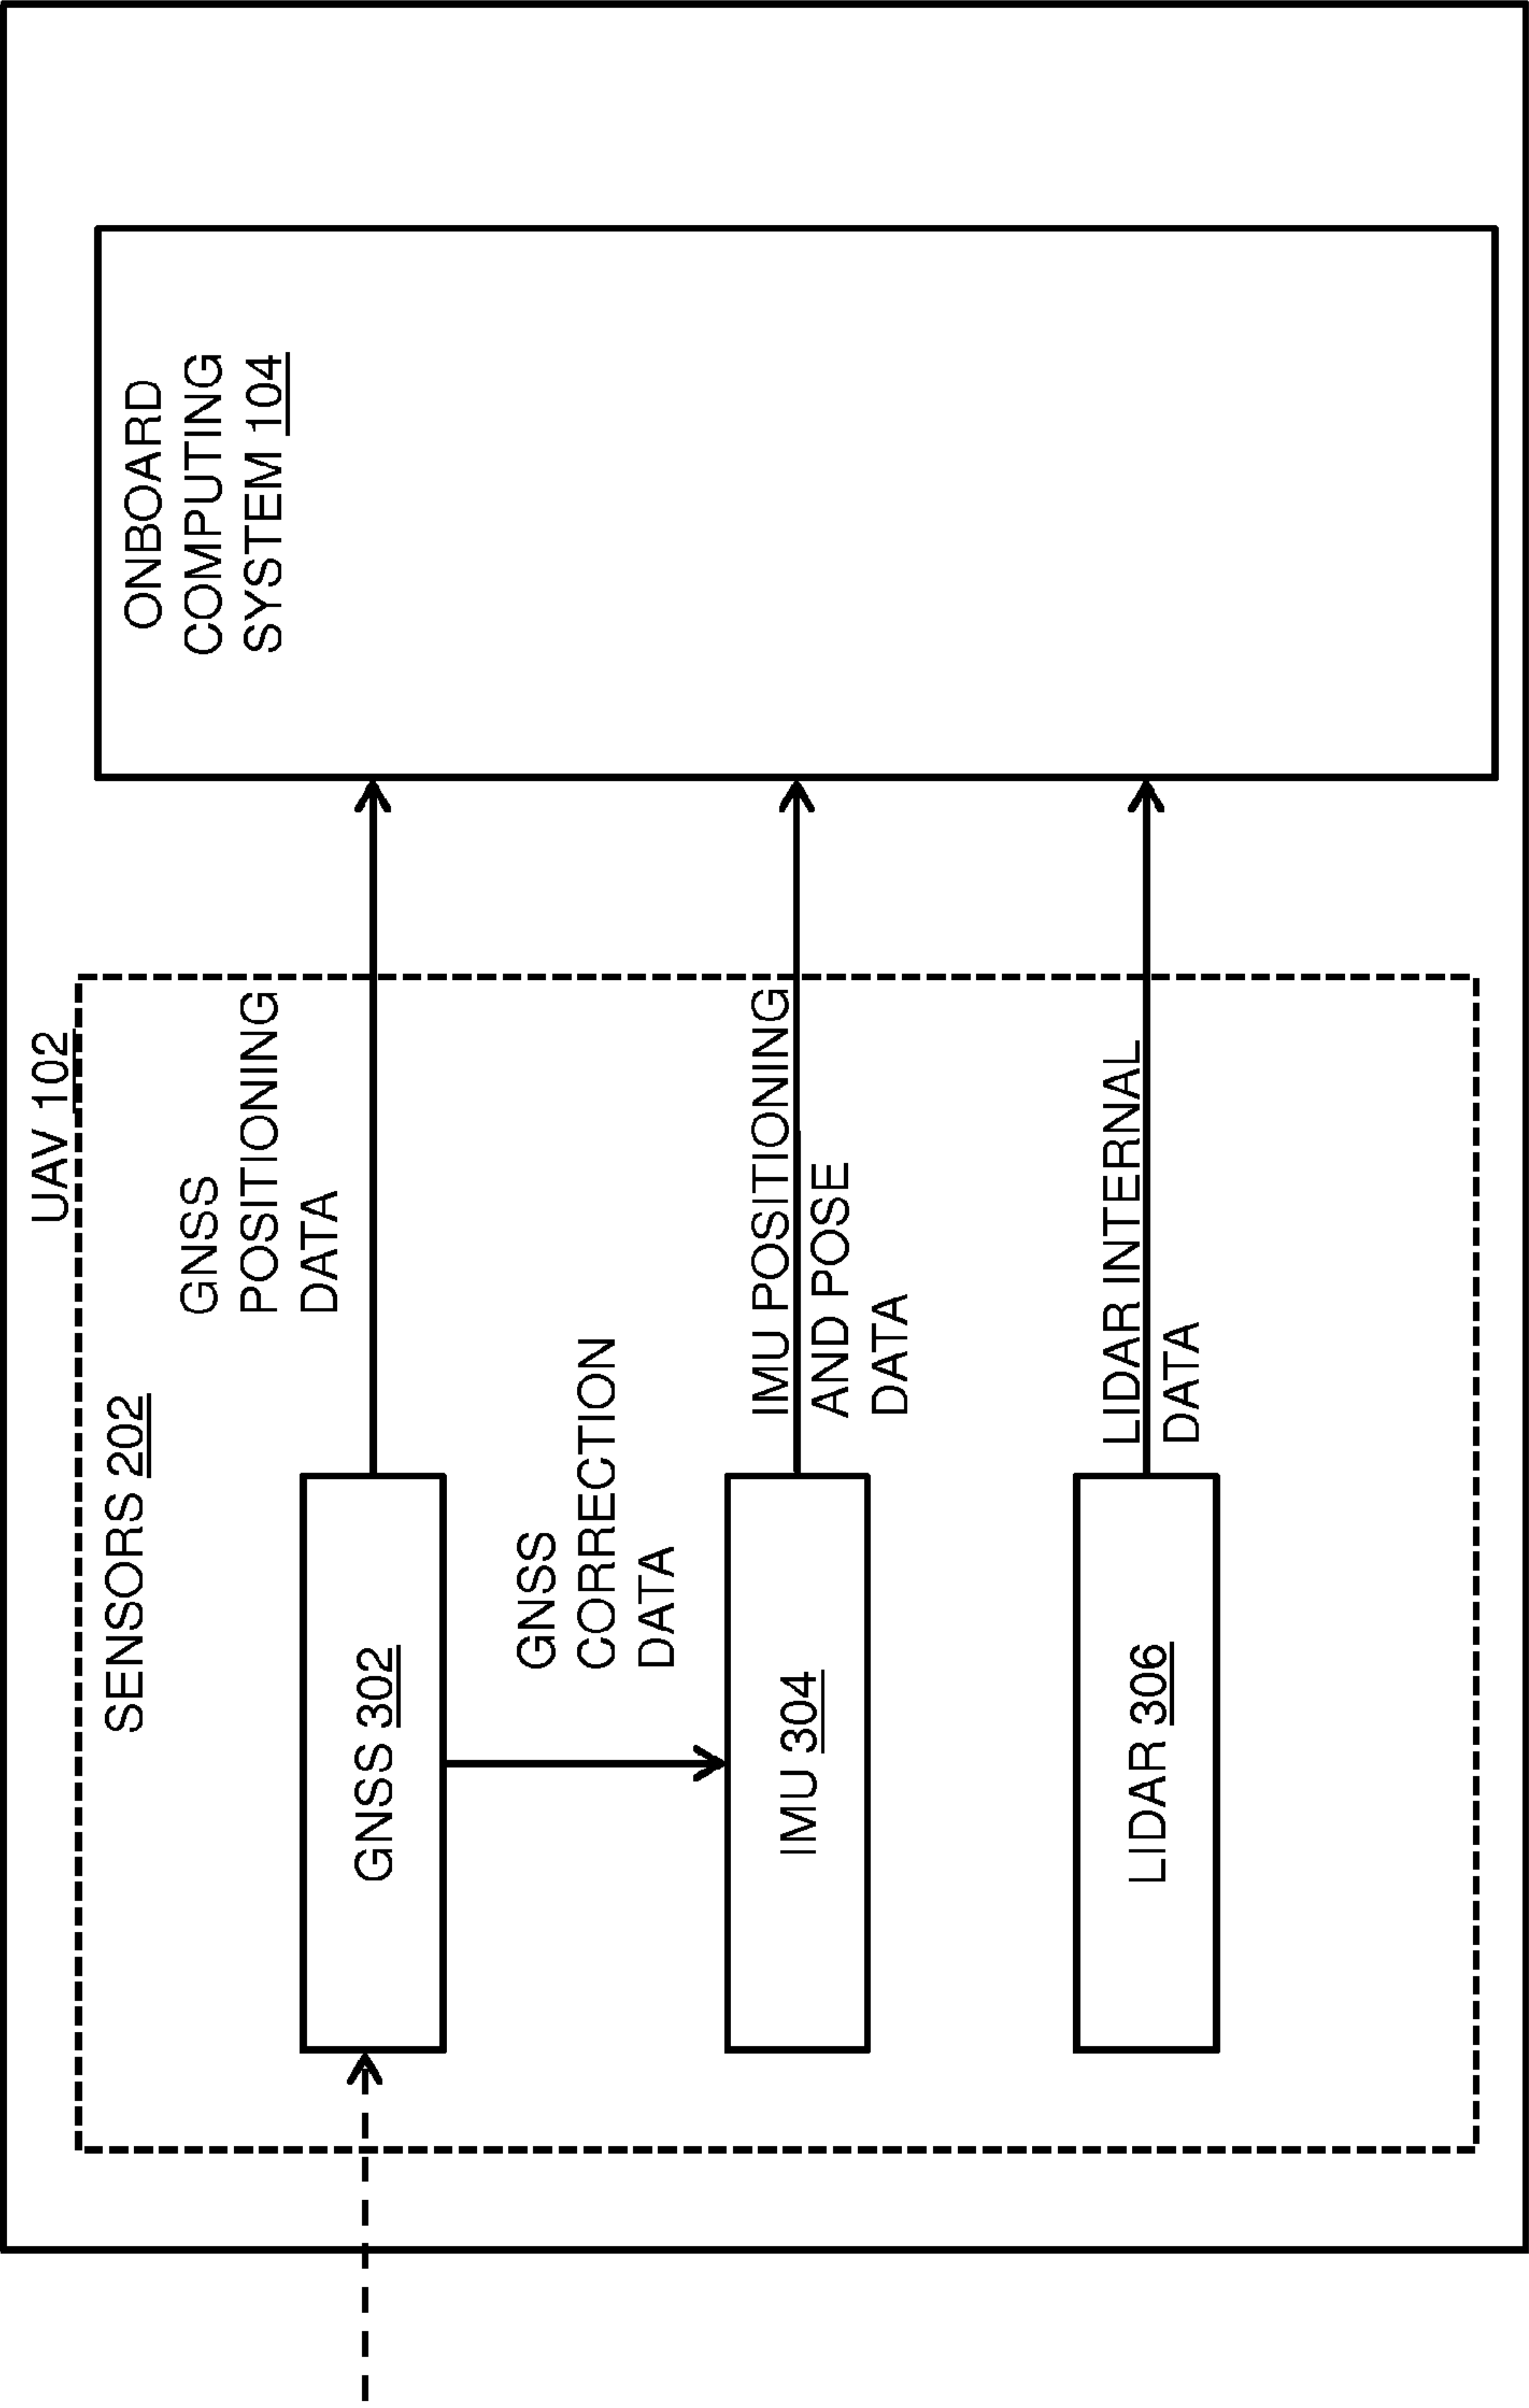 UAV 102
SENSORS 202
GNSS
POSITIONING
DATA
ONBOARD
COMPUTING
SYSTEM 104
GNSS 302
GNSS
CORRECTION
DATA
IMU POSITIONING
AND POSE
DATA
IMU 304
LIDAR INTERNAL
DATA
LIDAR 306